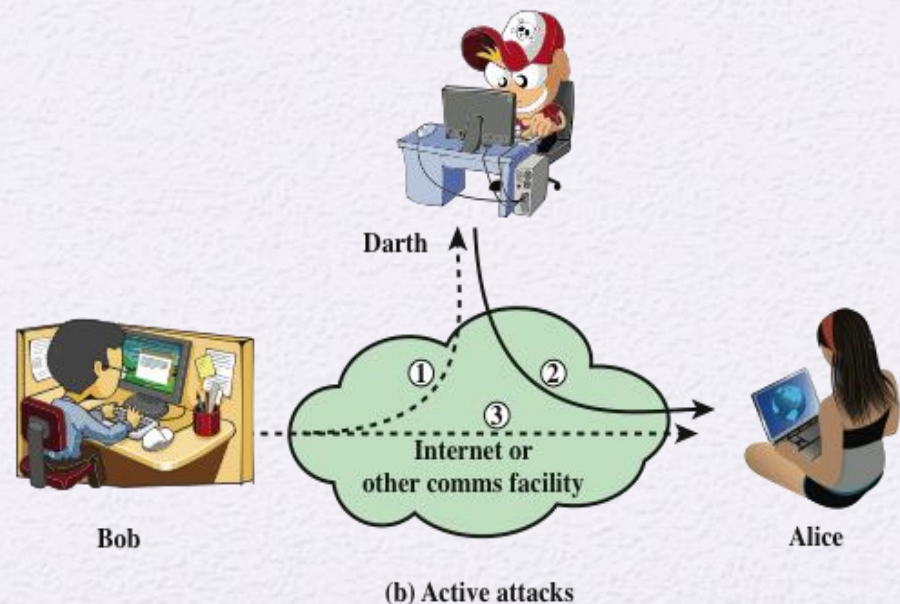 Darth
①
②
③
Internet or
other comms facility
Bob
Alice
(b) Active attacks